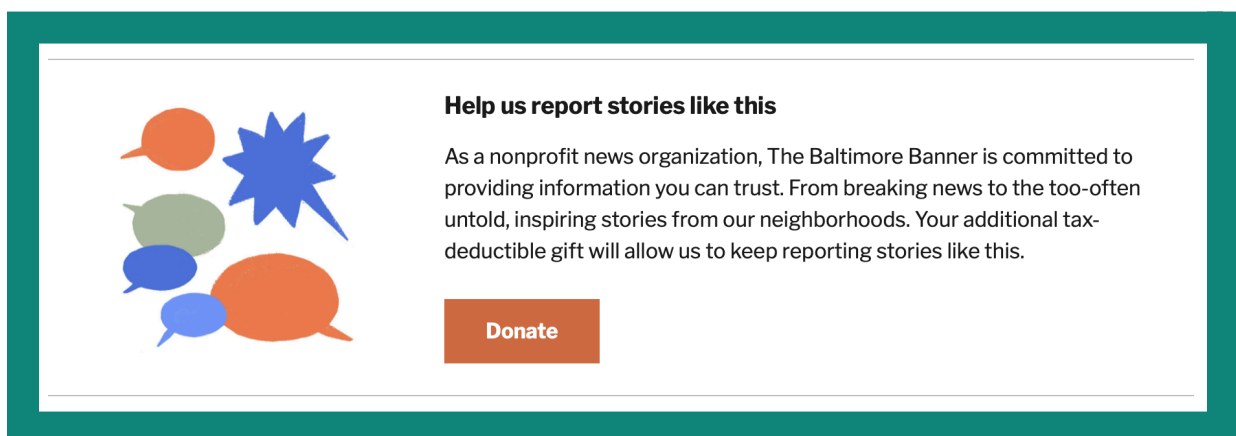 Help us report stories like this
As a nonprofit news organization, The Baltimore Banner is committed to
providing information you can trust. From breaking news to the too-often
untold, inspiring stories from our neighborhoods. Your additional tax-
deductible gift will allow us to keep reporting stories like this.
Donate